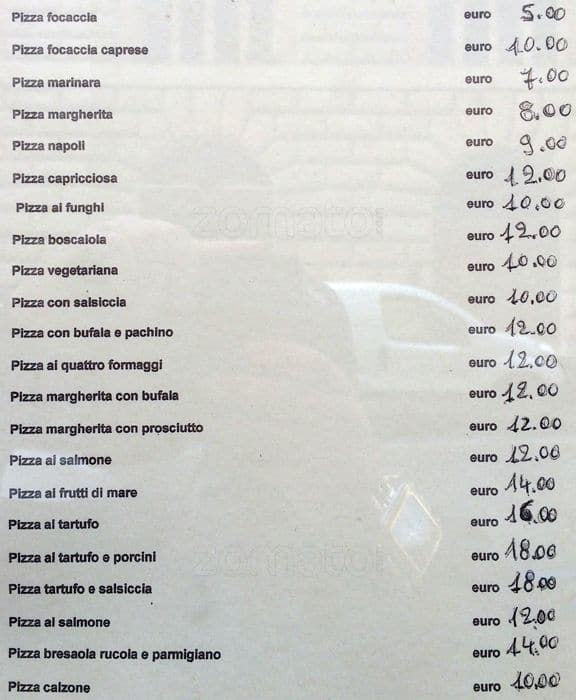 Pizza focaccia euro 5.00
Pizza focaccia caprese euro 10.00
Pizza marinara euro 7.00
Pizza margherita euro 8.00
Pizza napoli euro 9.00
Pizza capricciosa euro 12.00
Pizza ai funghi euro 10.00
Pizza boscaiola euro 12.00
Pizza vegetariana euro 10.00
Pizza con salsiccia euro 10.00
Pizza con bufala e pachino euro 12.00
Pizza ai quattro formaggi euro 12.00
Pizza margherita con bufala euro 12.00
Pizza margherita con prosciutto euro 12.00
Pizza al salmone euro 12.00
Pizza ai frutti di mare euro 14.00
Pizza al tartufo euro 16.00
Pizza al tartufo e porcini euro 18.00
Pizza tartufo e salsiccia euro 18.00
Pizza al salmone euro 12.00
Pizza bresaola rucola e parmigiano euro 14.00
Pizza calzone euro 10.00
zomato
zomato